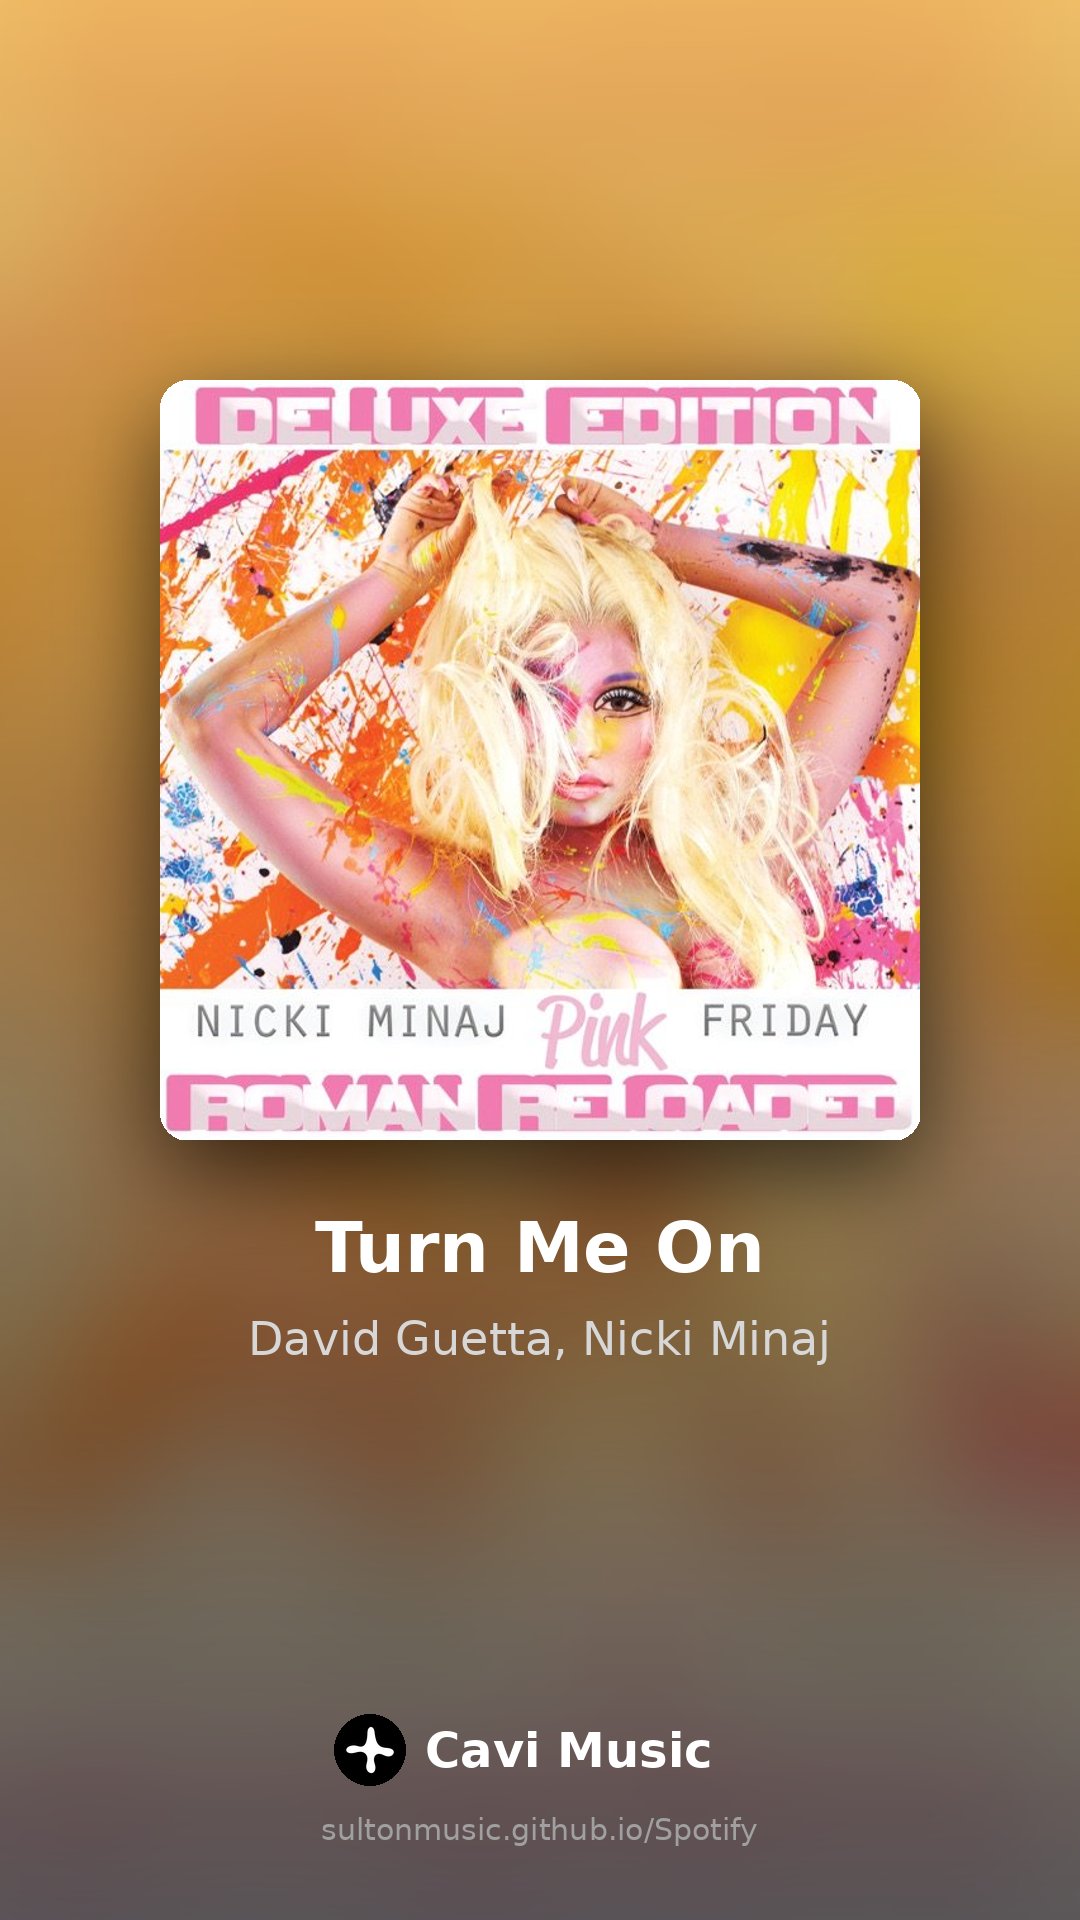 DELUXE EDITION
NICKI MINAJ Pink FRIDAY
ROMAN RELOADED
Turn Me On
David Guetta, Nicki Minaj
Cavi Music
sultonmusic.github.io/Spotify